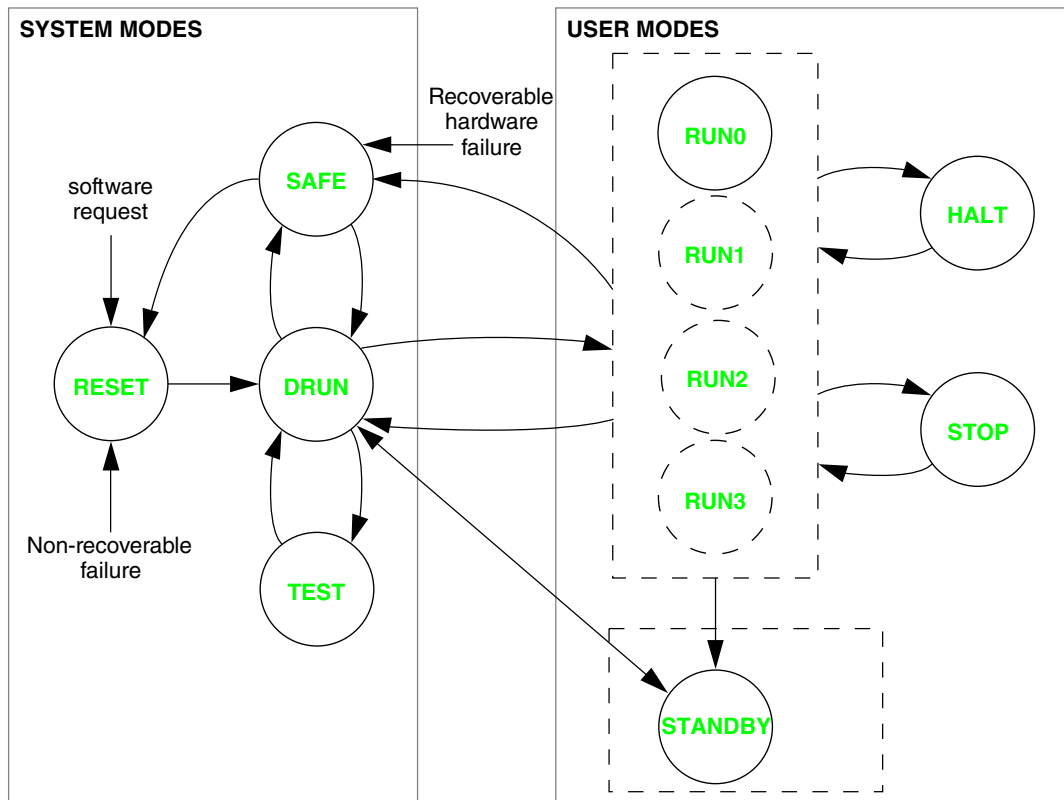 SYSTEM MODES
USER MODES
Recoverable
hardware
failure
software
request
SAFE
RESET
DRUN
Non-recoverable
failure
TEST
RUN0
RUN1
RUN2
RUN3
HALT
STOP
STANDBY